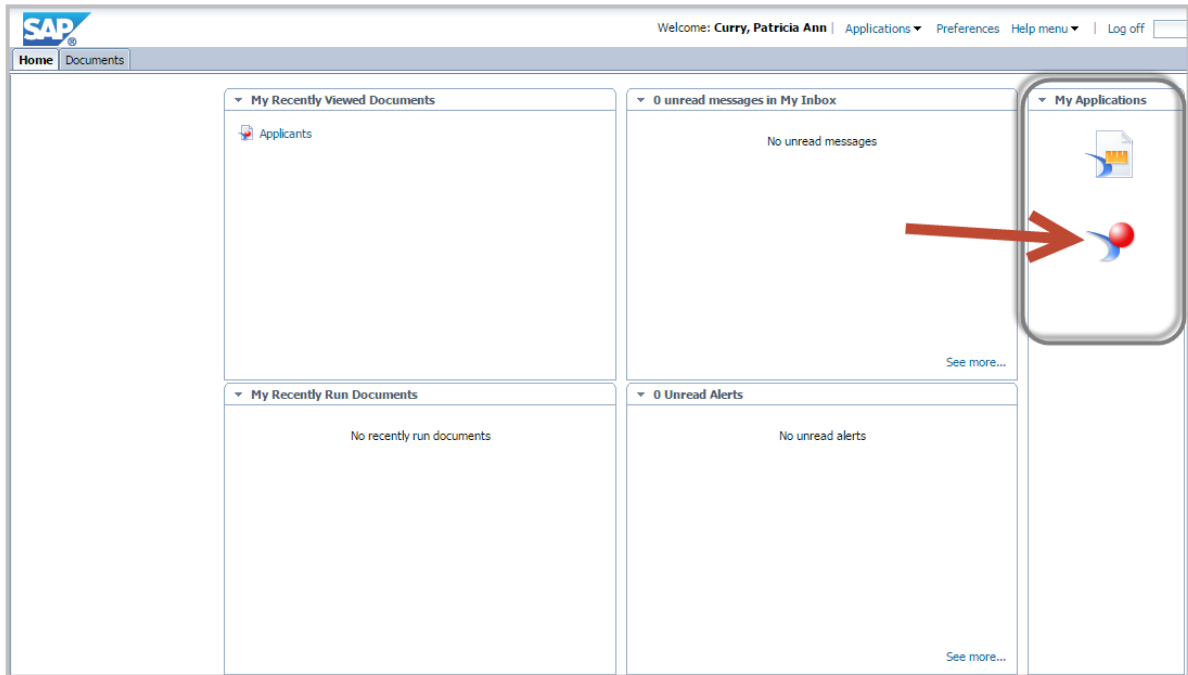 SAP®
Welcome: Curry, Patricia Ann | Applications Preferences Help menu | Log off
Home Documents
My Recently Viewed Documents
Applicants
0 unread messages in My Inbox
No unread messages
See more...
My Applications
My Recently Run Documents
No recently run documents
0 Unread Alerts
No unread alerts
See more...